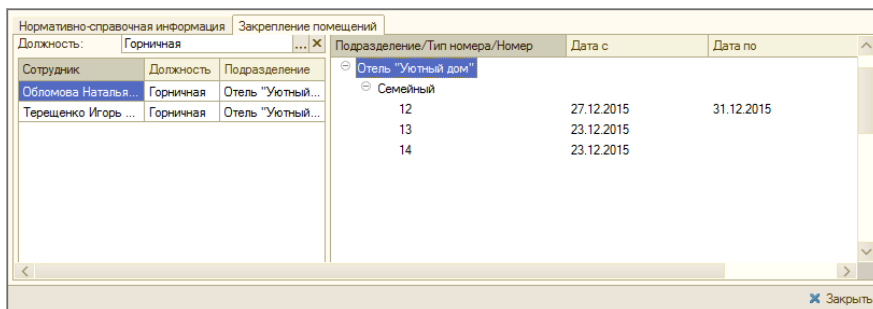 Нормативно-справочная информация Закрепление помещений
Должность: Горничная ...
Сотрудник Должность Подразделение
Обломова Наталья... Горничная Отель "Уютный...
Терещенко Игорь ... Горничная Отель "Уютный...
Подразделение/Тип номера/Номер Дата с Дата по
Отель "Уютный дом"
Семейный
12 27.12.2015 31.12.2015
13 23.12.2015
14 23.12.2015
Закрыть